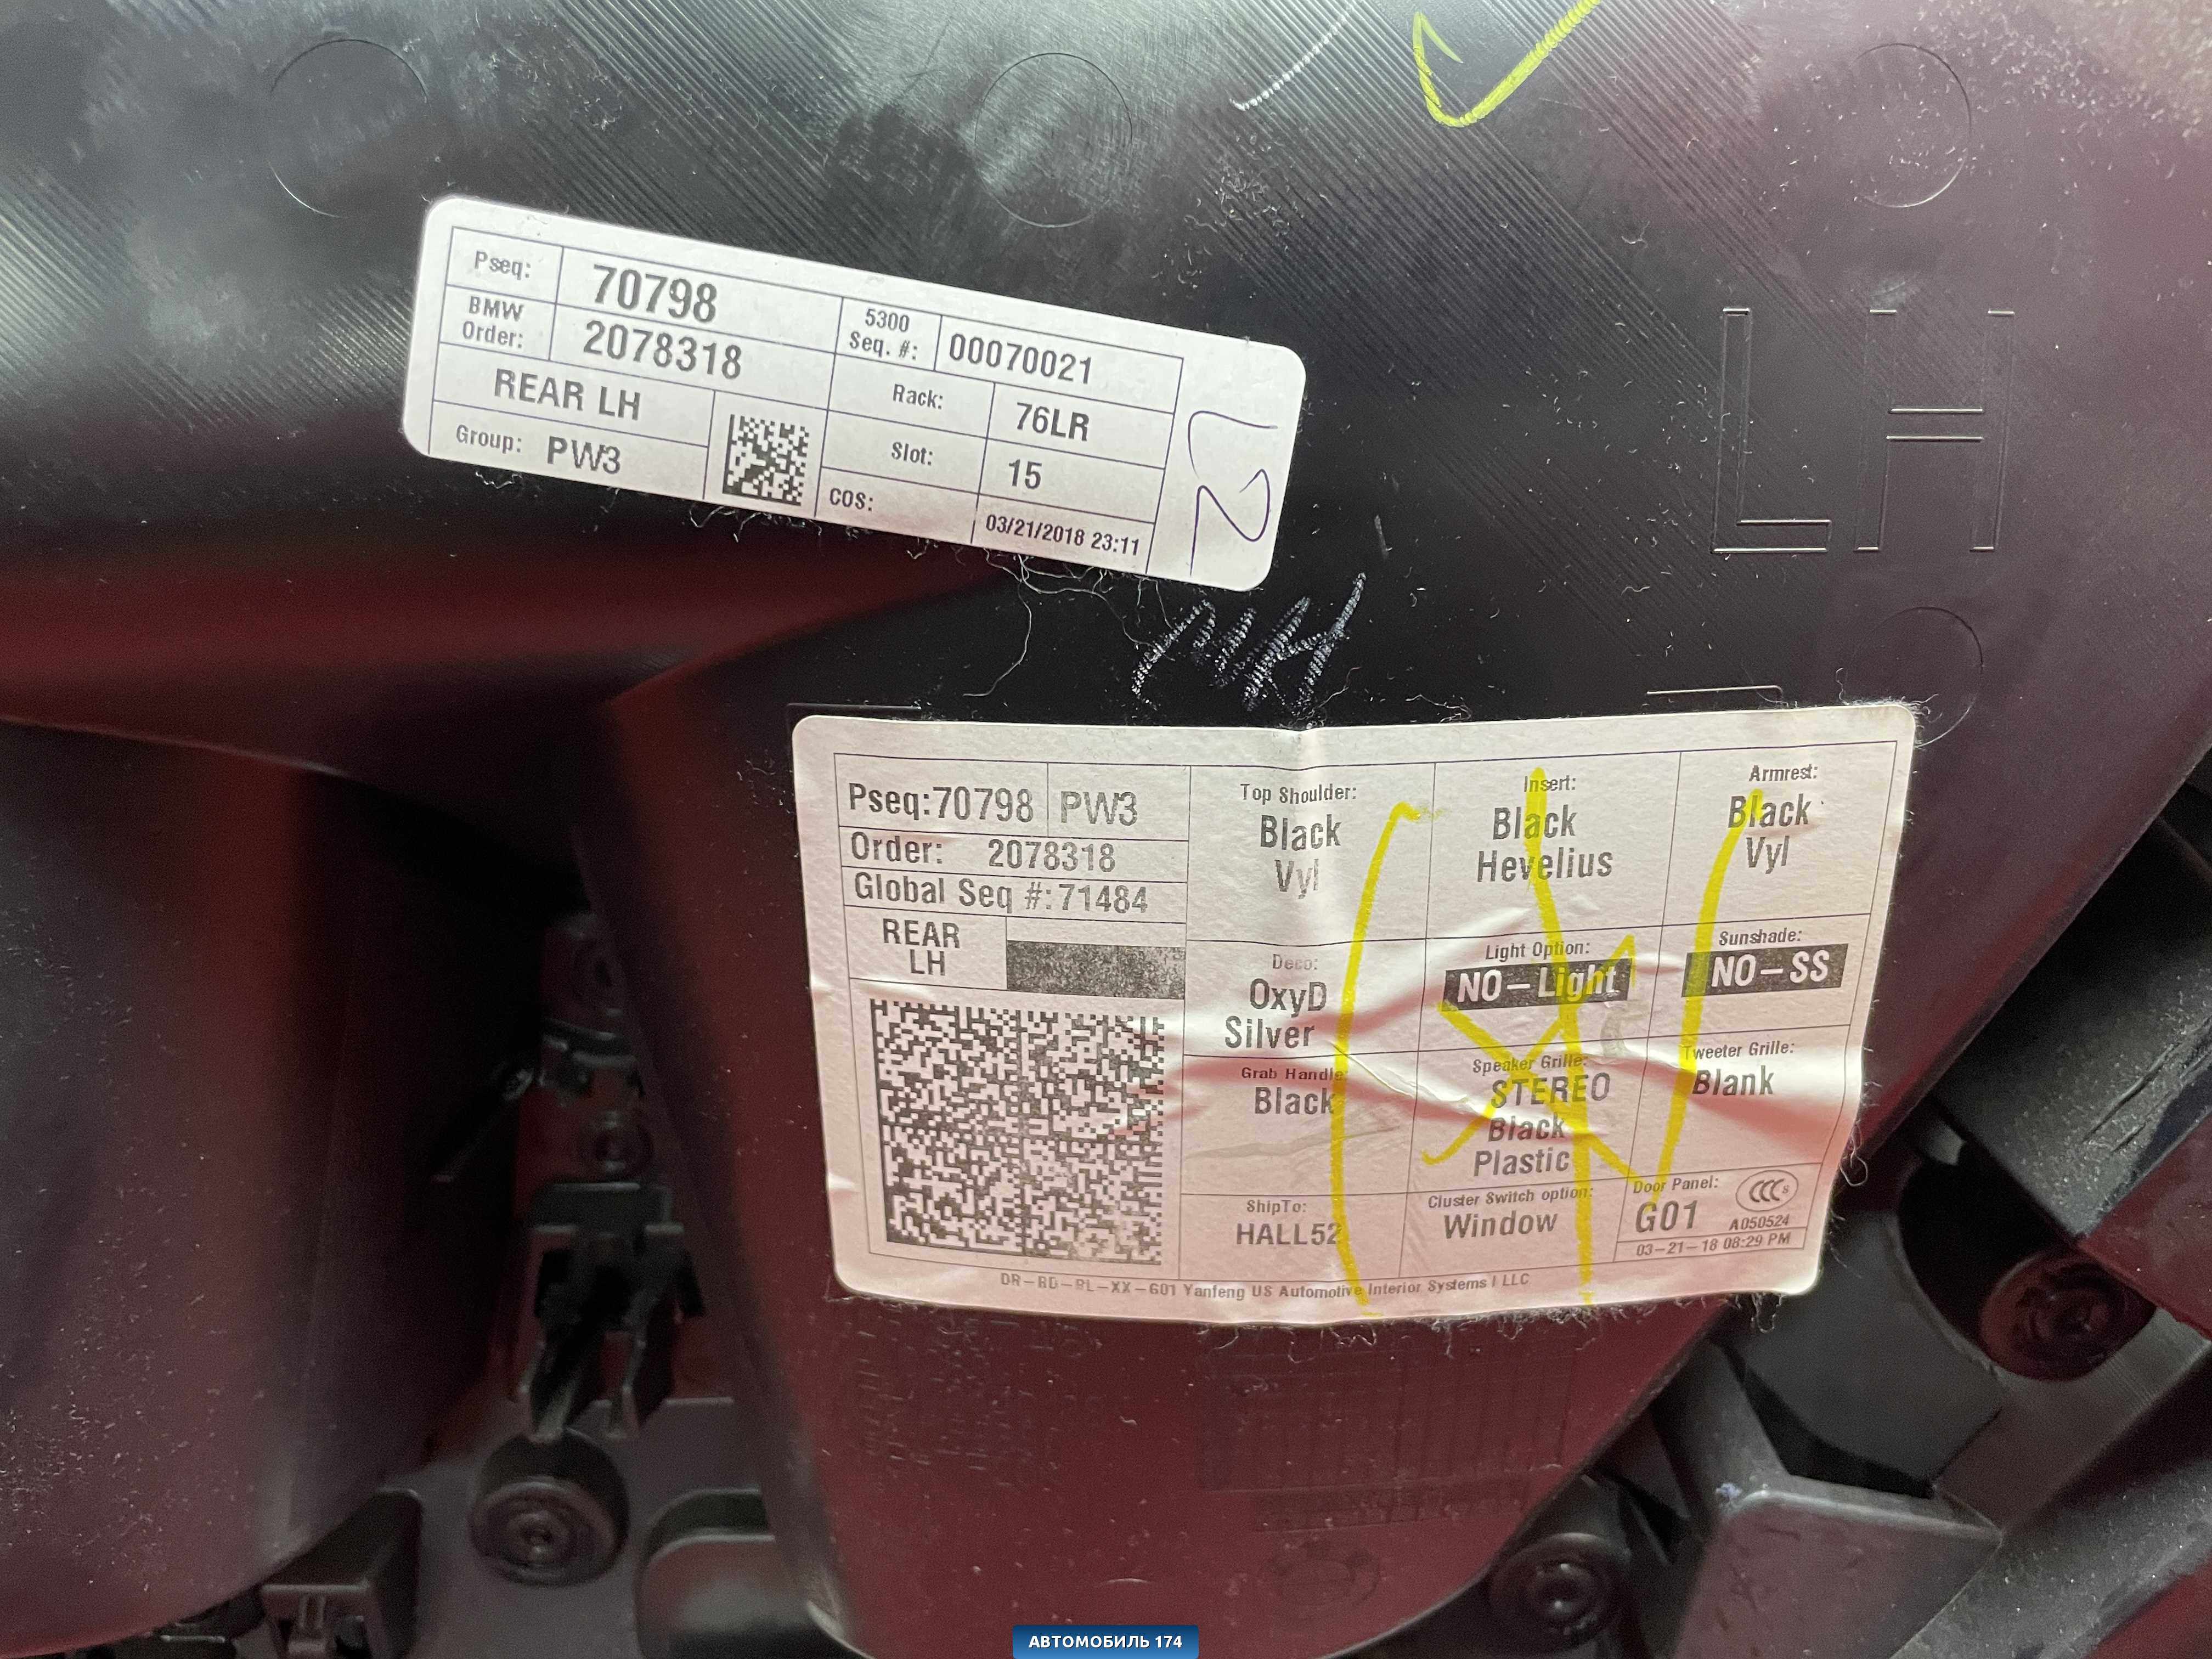 Pseq: 70798
BMW Order: 2078318
5300 Seq. #: 00070021
REAR LH
Rack: 76LR
Group: PW3
Slot: 15
COS: 03/21/2018 23:11
L2
LH
Pseq:70798 PW3
Order: 2078318
Global Seq #:71484
REAR
LH
Top Shoulder:
Black
Vyl
Insert:
Black
Hevelius
Armrest:
Black
Vyl
Deco:
OxyD
Silver
Light Option:
NO-Light
Sunshade:
NO-SS
Grab Handle:
Black
Speaker Grille:
STEREO
Black
Plastic
Tweeter Grille:
Blank
ShipTo:
HALL52
Cluster Switch option:
Window
Door Panel:
G01
CCC S
A050524
03-21-18 08:29 PM
DR-RD-RL-XX-G01 Yanfeng US Automotive Interior Systems I LLC
АВТОМОБИЛЬ 174